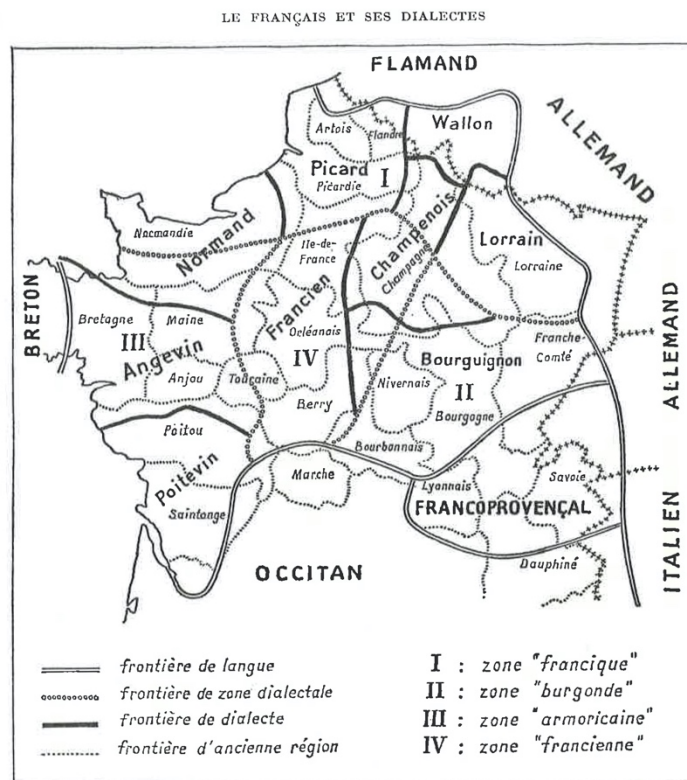 LE FRANÇAIS ET SES DIALECTES
FLAMAND
ALLEMAND
Wallon
Artois
Flandre
Picard
Picardie
I
Normandie
Normand
Ile-de-
France
Champenois
Champagne
Lorrain
Lorraine
BRETON
Bretagne
Maine
III
Angevin
Anjou
Touraine
Francien
Orléanais
IV
Berry
Bourguignon
Nivernais
II
Bourgogne
Franche-
Comté
ALLEMAND
Poitou
Poitevin
Saintonge
Marche
Bourbonnais
Lyonnais
Savoie
FRANCOPROVENÇAL
Dauphiné
ITALIEN
OCCITAN
frontière de langue
frontière de zone dialectale
frontière de dialecte
frontière d'ancienne région
I : zone "francique"
II : zone "burgonde"
III : zone "armoricaine"
IV : zone "francienne"